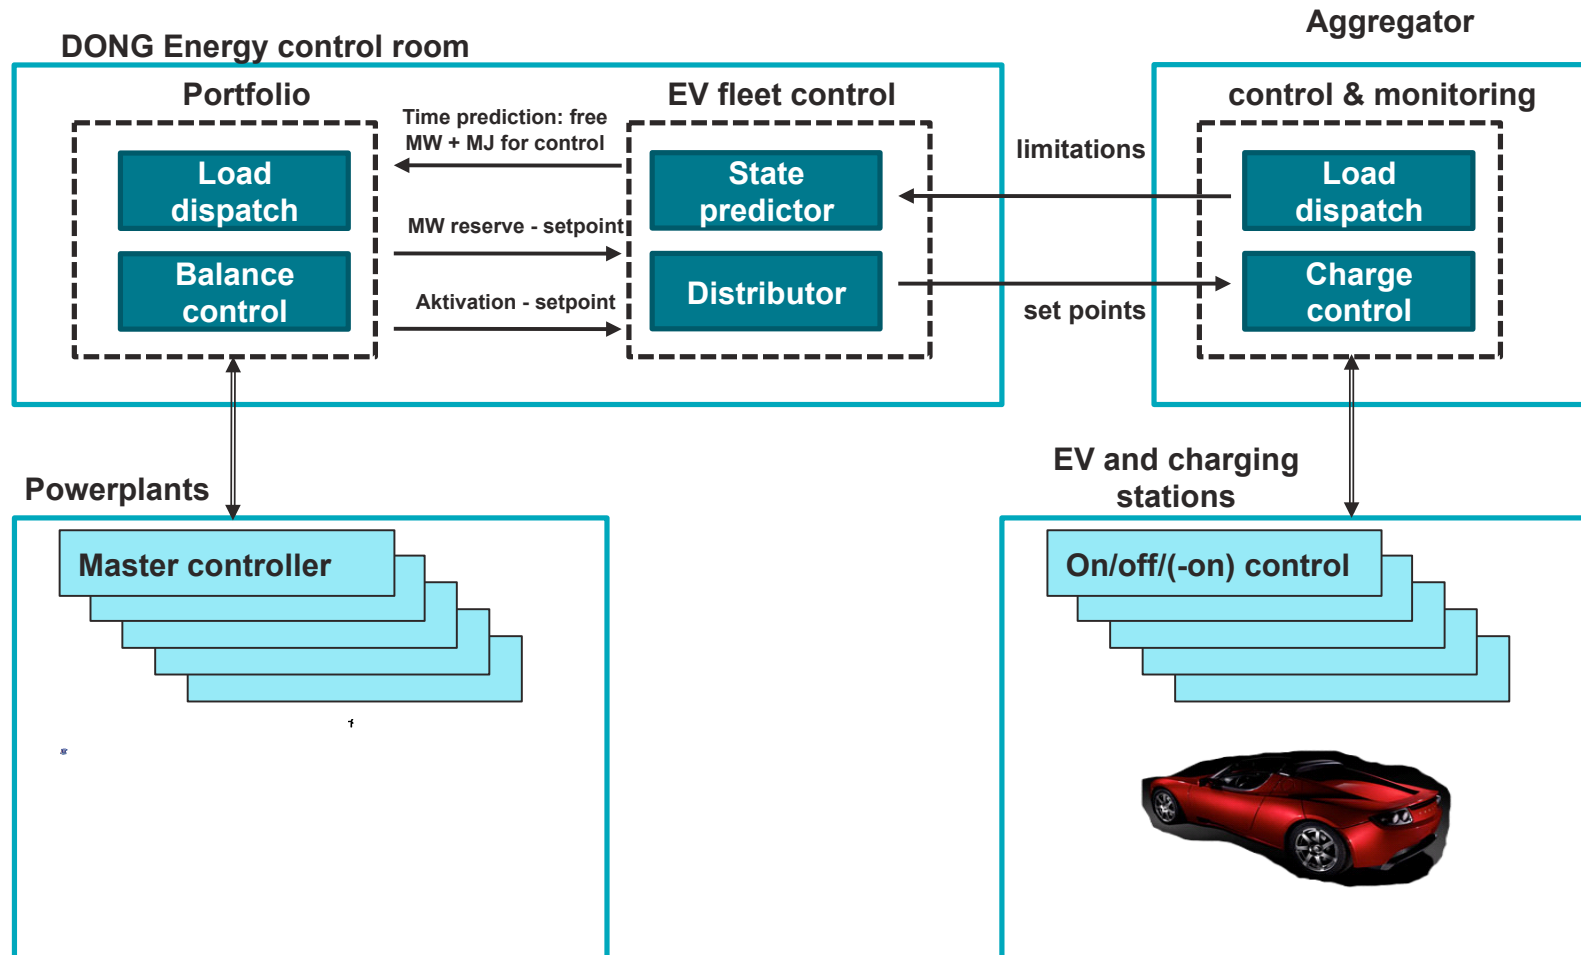 Aggregator
DONG Energy control room
Portfolio
EV fleet control
control & monitoring
Time prediction: free
MW + MJ for control
limitations
Load
dispatch
State
predictor
Load
dispatch
MW reserve - setpoint
Balance
control
Distributor
Charge
control
Aktivation - setpoint
set points
Powerplants
EV and charging
stations
Master controller
On/off/(-on) control